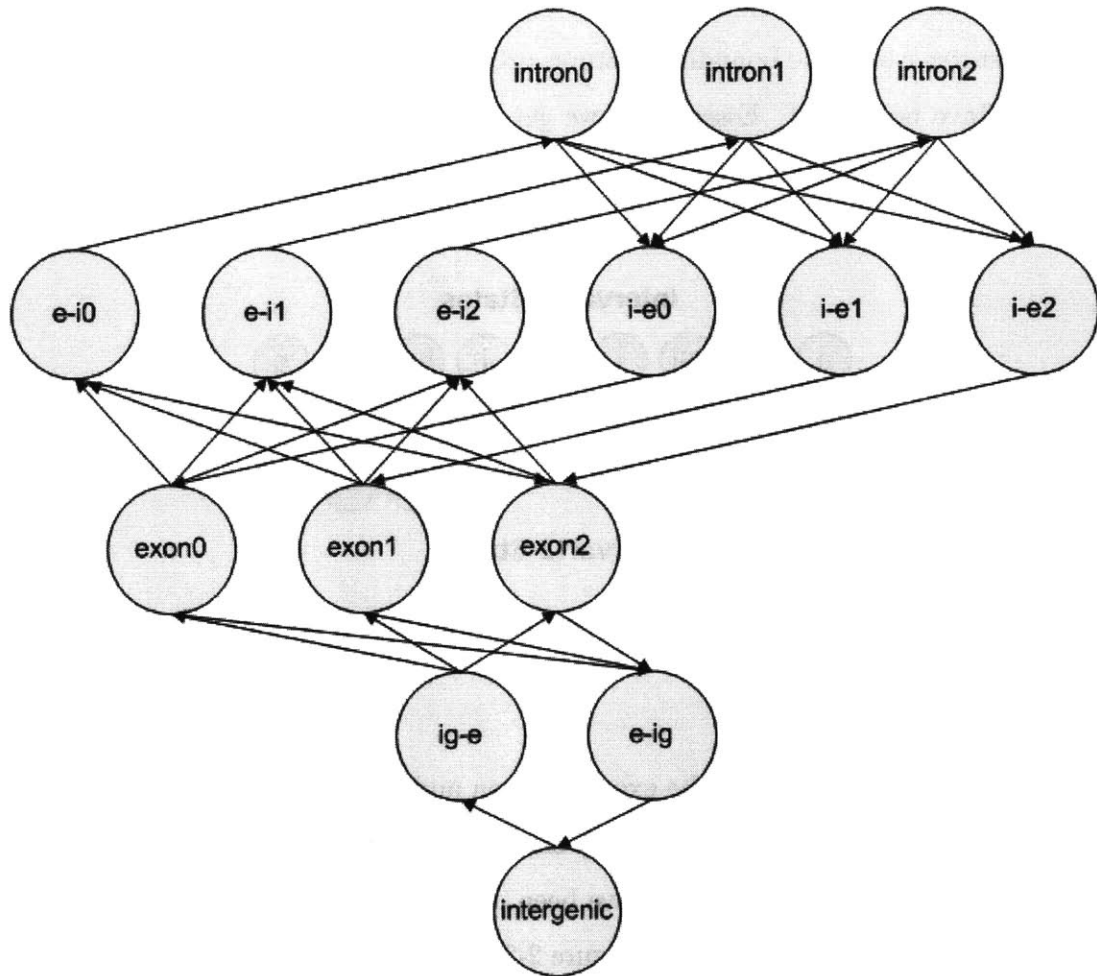 intron0 intron1 intron2
e-i0 e-i1 e-i2 i-e0 i-e1 i-e2
exon0 exon1 exon2
ig-e e-ig
intergenic